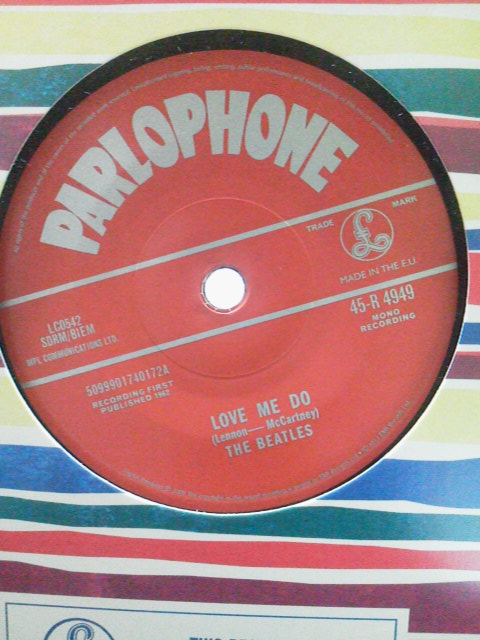 PARLOPHONE
TRADE MARK
£
MADE IN THE E.U.
45-R 4949
MONO
RECORDING
LC0542
SDRM/BIEM
MPL COMMUNICATIONS LTD.
5099901740172A
RECORDING FIRST
PUBLISHED 1962
LOVE ME DO
(Lennon—McCartney)
THE BEATLES